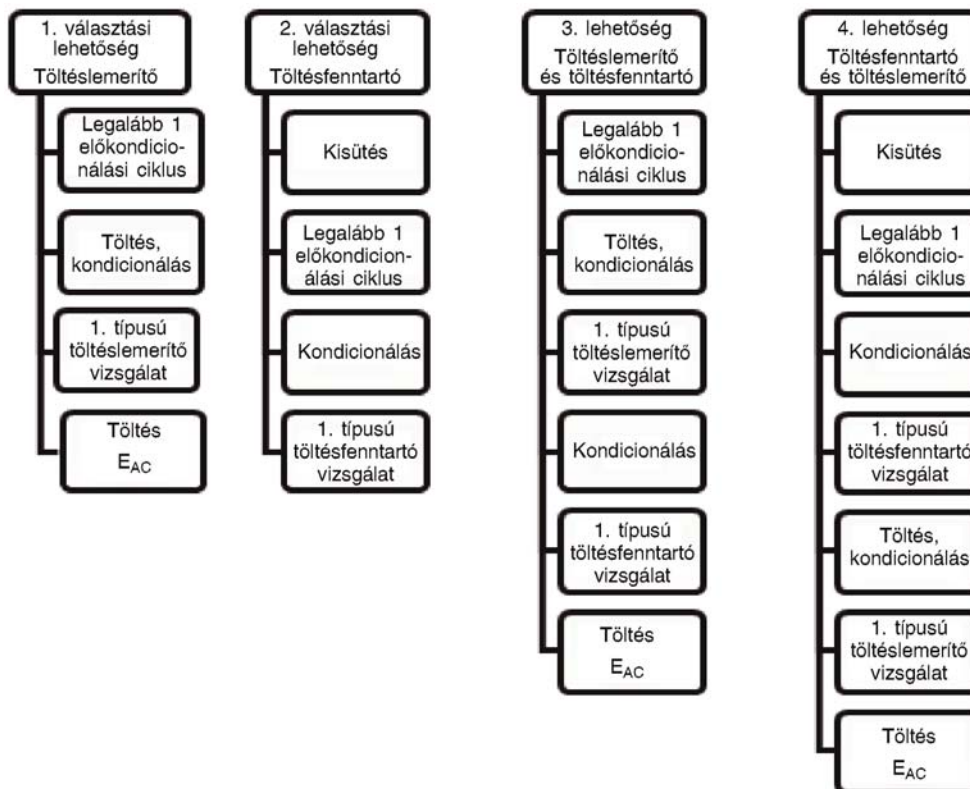 1. választási
lehetőség
Töltéslemerítő
Legalább 1
előkondicio-
nálási ciklus
Töltés,
kondicionálás
1. típusú
töltéslemerítő
vizsgálat
Töltés
EAC
2. választási
lehetőség
Töltésfenntartó
Kisütés
Legalább 1
előkondicion-
álási ciklus
Kondicionálás
1. típusú
töltésfenntartó
vizsgálat
3. lehetőség
Töltéslemerítő
és töltésfenntartó
Legalább 1
előkondicio-
nálási ciklus
Töltés,
kondicionálás
1. típusú
töltéslemerítő
vizsgálat
Kondicionálás
1. típusú
töltésfenntartó
vizsgálat
Töltés
EAC
4. lehetőség
Töltésfenntartó
és töltéslemerítő
Kisütés
Legalább 1
előkondicio-
nálási ciklus
Kondicionálás
1. típusú
töltésfenntartó
vizsgálat
Töltés,
kondicionálás
1. típusú
töltéslemerítő
vizsgálat
Töltés
EAC